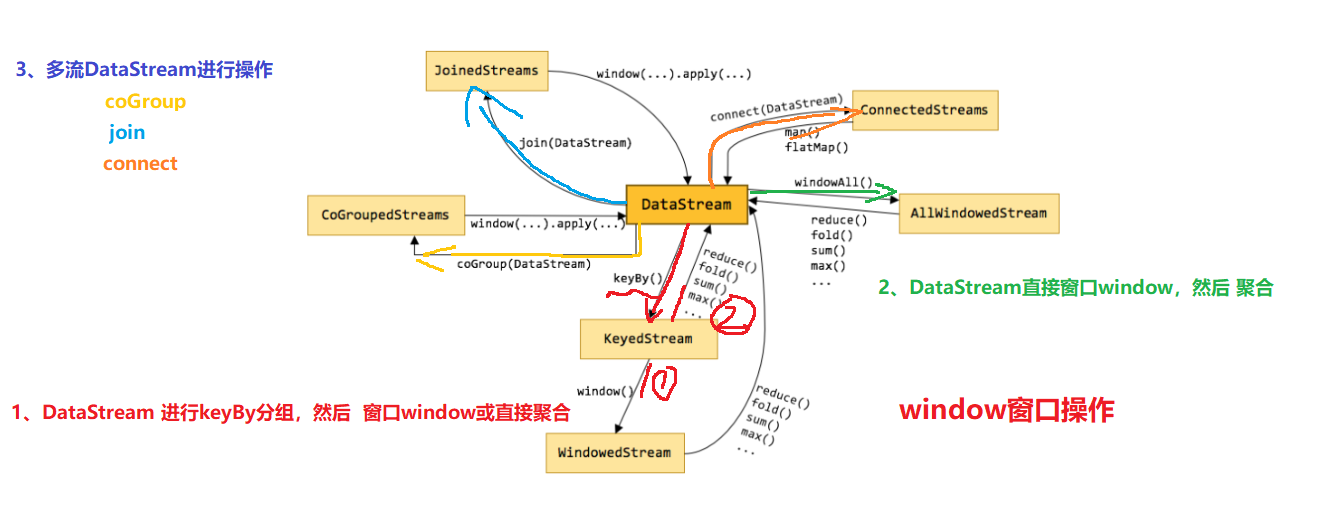 3、多流DataStream进行操作
coGroup
join
connect
JoinedStreams
window(...).apply(...)
join(DataStream)
connect(DataStream)
ConnectedStreams
map()
flatMap()
DataStream
windowAll()
AllWindowedStream
reduce()
fold()
sum()
max()
...
CoGroupedStreams
window(...).apply(...)
coGroup(DataStream)
keyBy()
reduce()
fold()
sum()
max()
...
②
2、DataStream直接窗口window，然后 聚合
KeyedStream
window()
①
1、DataStream 进行keyBy分组，然后 窗口window或直接聚合
reduce()
fold()
sum()
max()
...
window窗口操作
WindowedStream